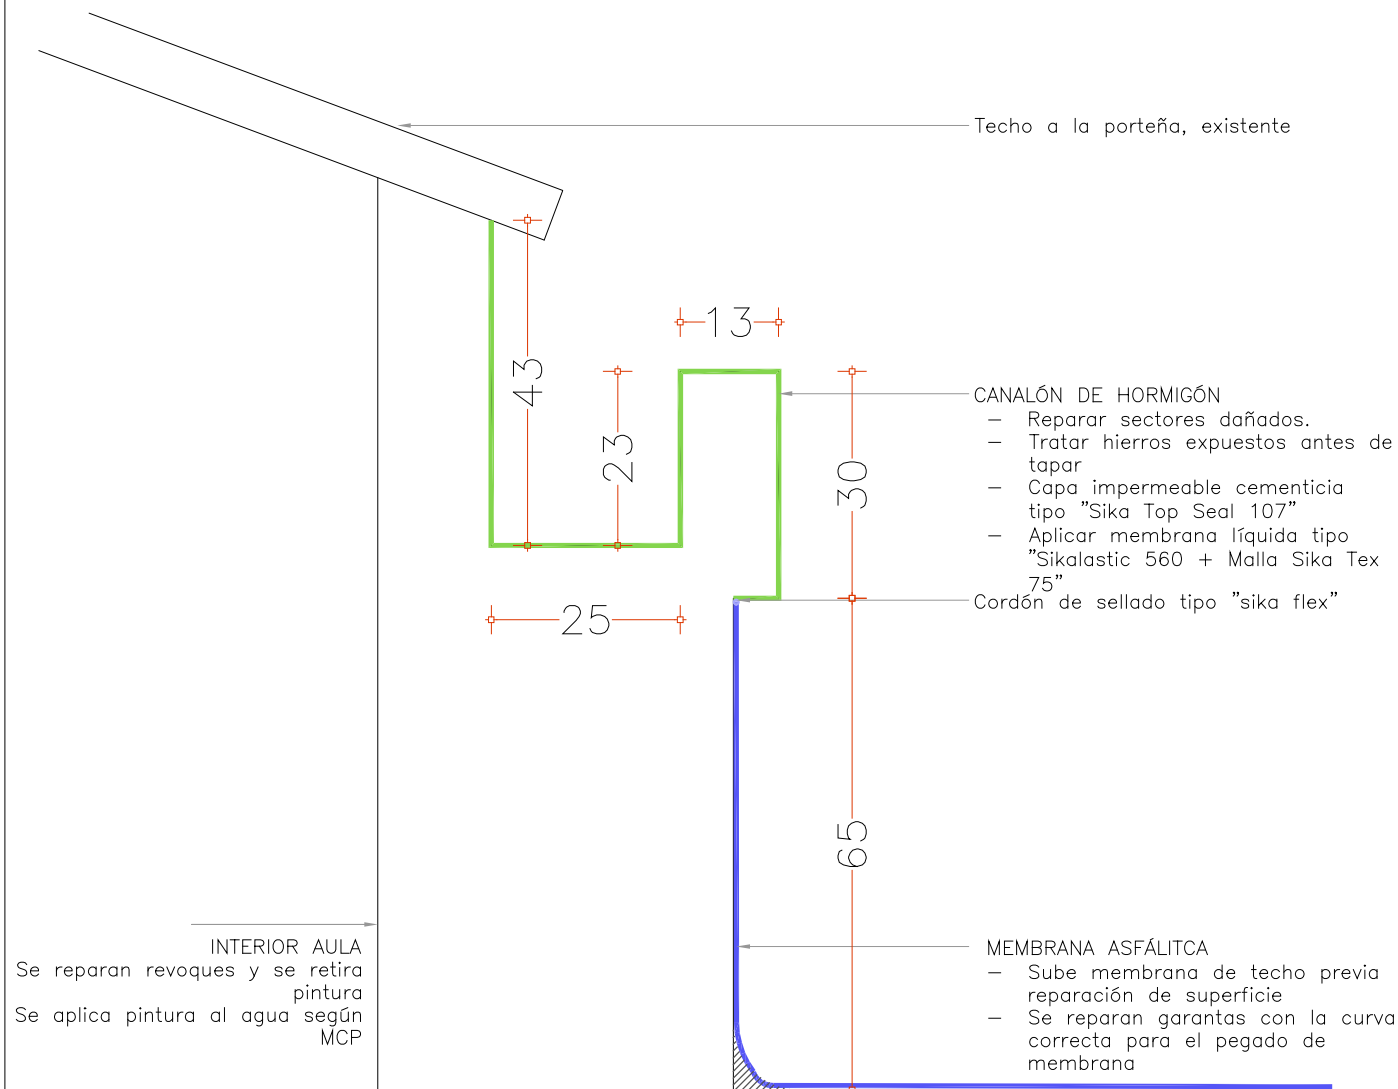 Techo a la porteña, existente
13
43
23
30
25
65
CANALÓN DE HORMIGÓN
– Reparar sectores dañados.
– Tratar hierros expuestos antes de
tapar
– Capa impermeable cementicia
tipo "Sika Top Seal 107"
– Aplicar membrana líquida tipo
"Sikalastic 560 + Malla Sika Tex
75"
Cordón de sellado tipo "sika flex"
INTERIOR AULA
Se reparan revoques y se retira
pintura
Se aplica pintura al agua según
MCP
MEMBRANA ASFÁLITCA
– Sube membrana de techo previa
reparación de superficie
– Se reparan garantas con la curva
correcta para el pegado de
membrana